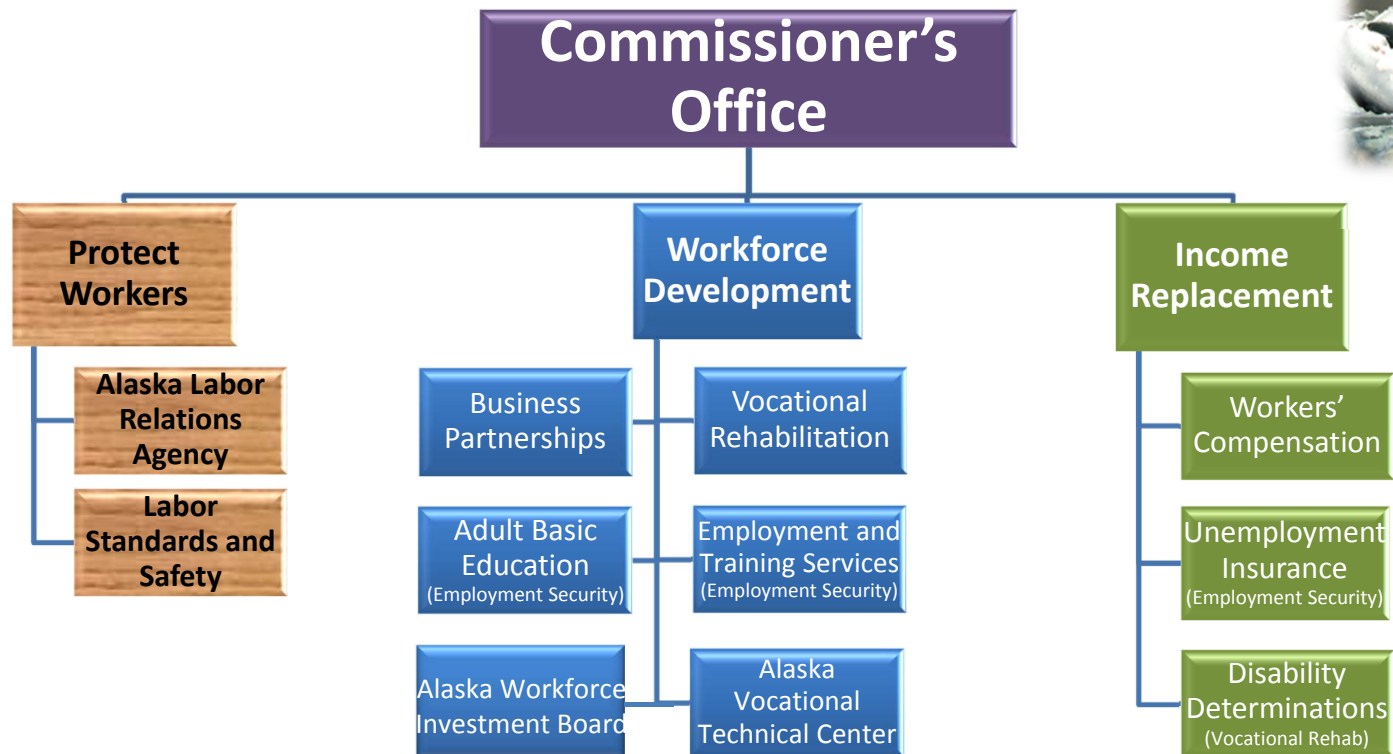 Commissioner’s
Office
Protect
Workers
Alaska Labor
Relations
Agency
Labor
Standards and
Safety
Workforce
Development
Business
Partnerships
Vocational
Rehabilitation
Adult Basic
Education
(Employment Security)
Employment and
Training Services
(Employment Security)
Alaska Workforce
Investment Board
Alaska
Vocational
Technical Center
Income
Replacement
Workers’
Compensation
Unemployment
Insurance
(Employment Security)
Disability
Determinations
(Vocational Rehab)